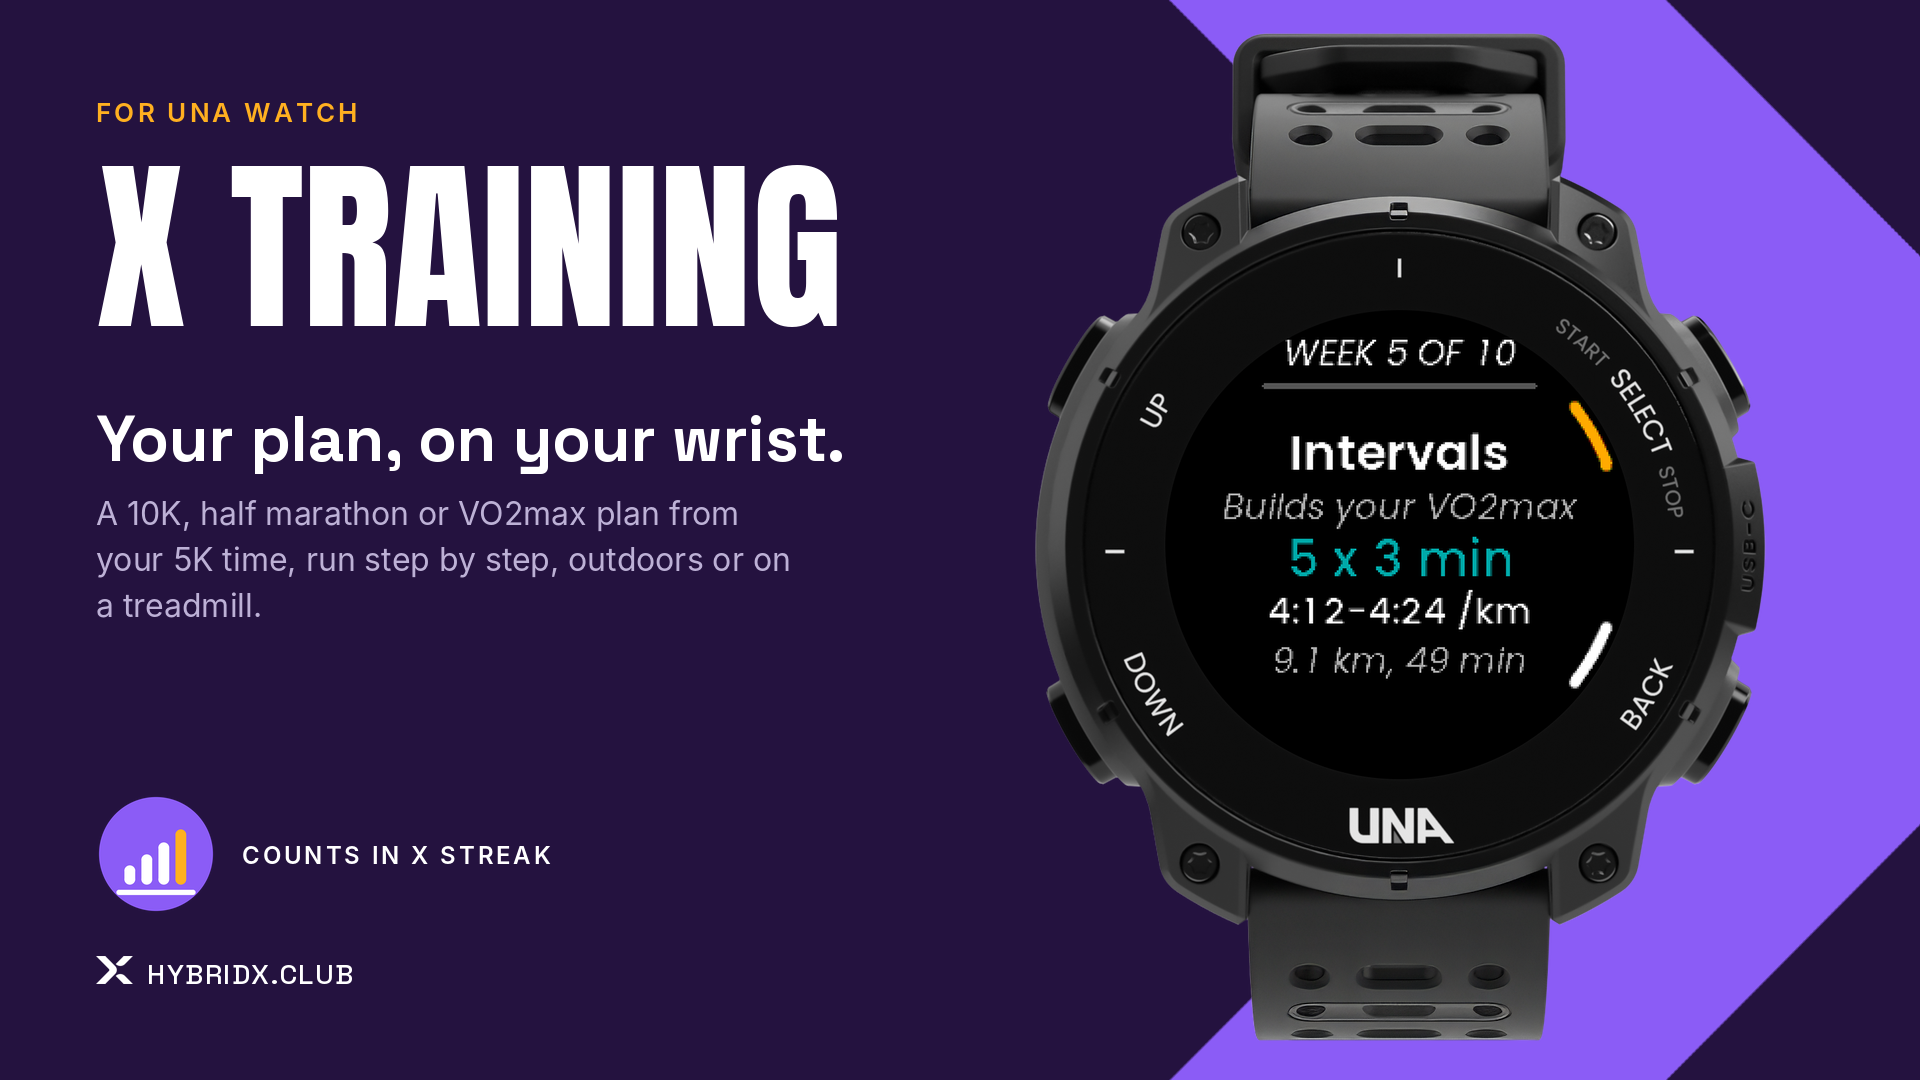 FOR UNA WATCH
X TRAINING
Your plan, on your wrist.
A 10K, half marathon or VO2max plan from
your 5K time, run step by step, outdoors or on
a treadmill.
COUNTS IN X STREAK
HYBRIDX.CLUB
WEEK 5 OF 10
Intervals
Builds your VO2max
5 x 3 min
4:12-4:24 /km
9.1 km, 49 min
UP
DOWN
START
SELECT
STOP
BACK
USB-C
UNA